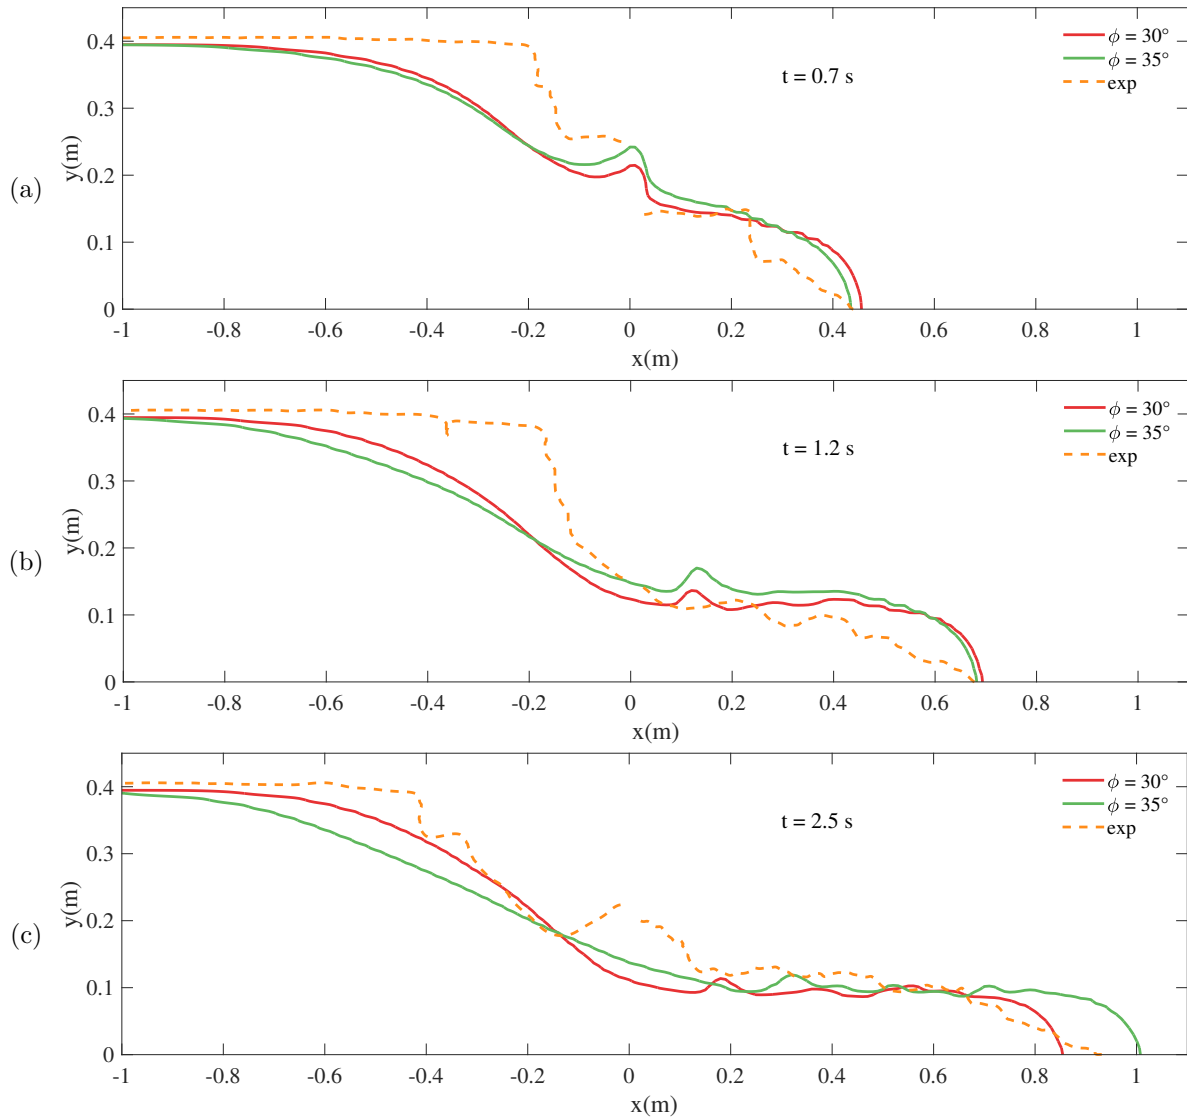 (a)
y(m)
0.4
0.3
0.2
0.1
0
t = 0.7 s
ϕ = 30°
ϕ = 35°
exp
-1 -0.8 -0.6 -0.4 -0.2 0 0.2 0.4 0.6 0.8 1
x(m)
(b)
y(m)
0.4
0.3
0.2
0.1
0
t = 1.2 s
ϕ = 30°
ϕ = 35°
exp
-1 -0.8 -0.6 -0.4 -0.2 0 0.2 0.4 0.6 0.8 1
x(m)
(c)
y(m)
0.4
0.3
0.2
0.1
0
t = 2.5 s
ϕ = 30°
ϕ = 35°
exp
-1 -0.8 -0.6 -0.4 -0.2 0 0.2 0.4 0.6 0.8 1
x(m)